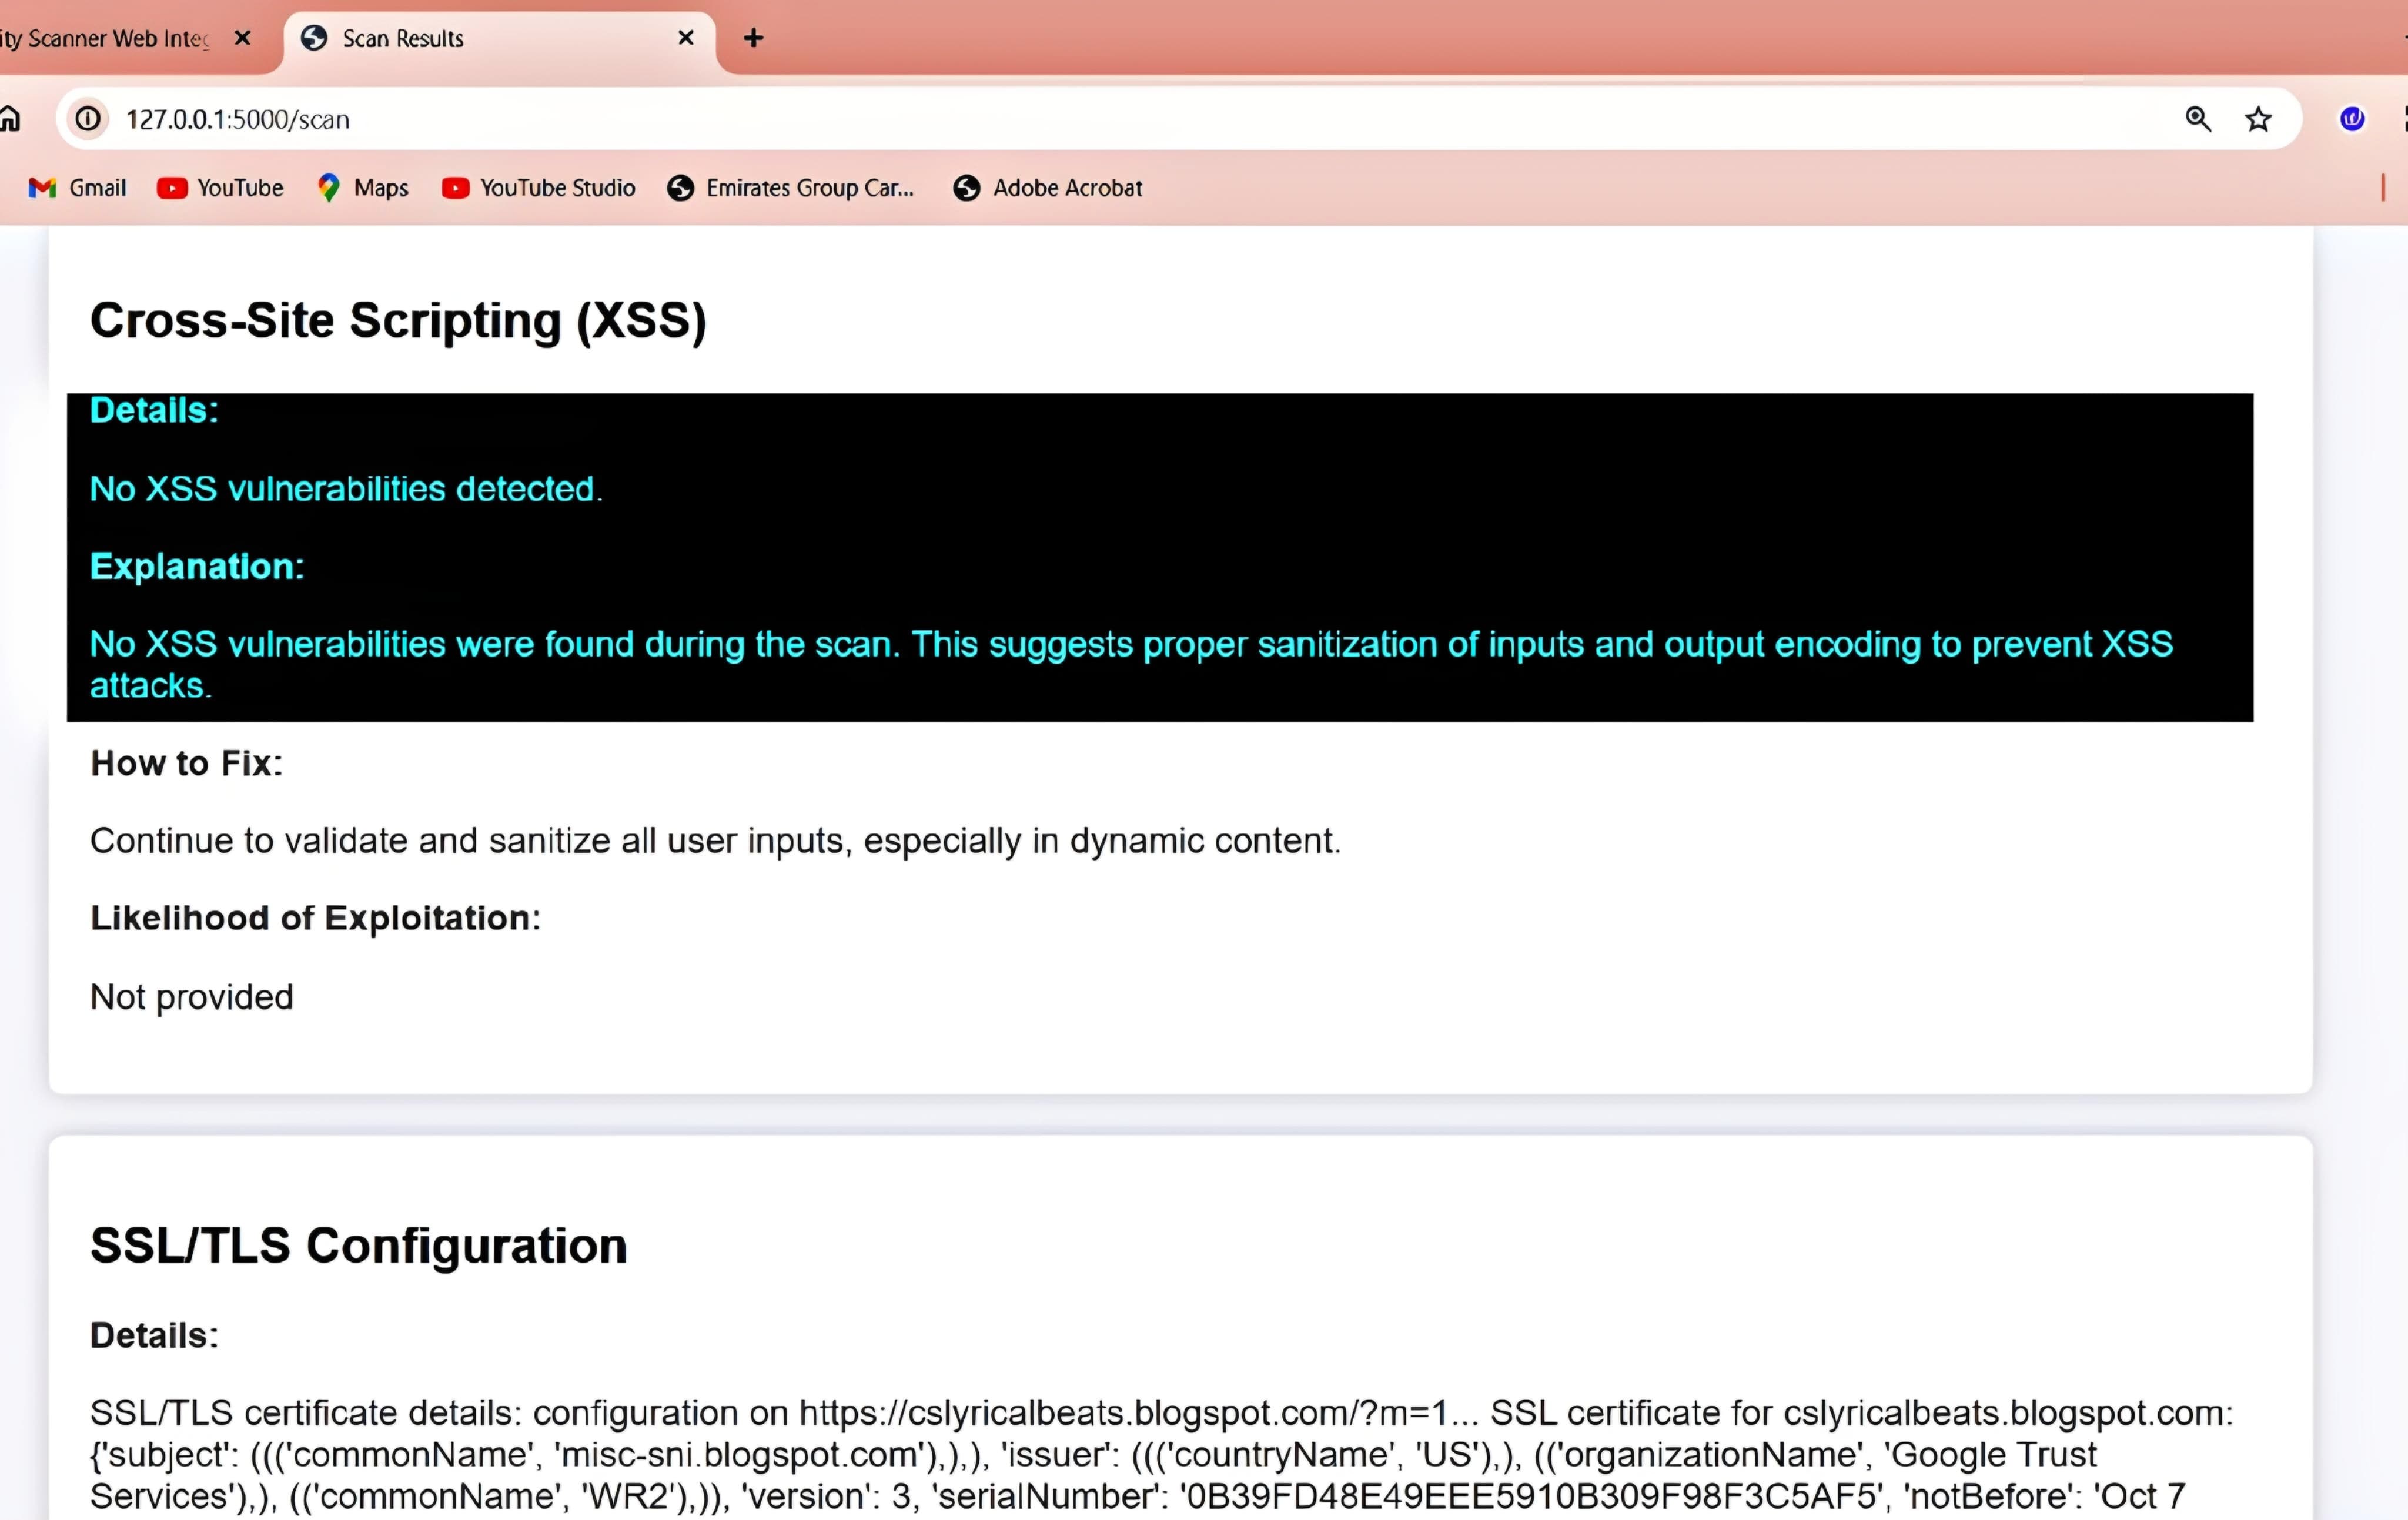 ity Scanner Web Integ
Scan Results
127.0.0.1:5000/scan
Gmail YouTube Maps YouTube Studio Emirates Group Car... Adobe Acrobat
Cross-Site Scripting (XSS)
Details:
No XSS vulnerabilities detected.
Explanation:
No XSS vulnerabilities were found during the scan. This suggests proper sanitization of inputs and output encoding to prevent XSS
attacks.
How to Fix:
Continue to validate and sanitize all user inputs, especially in dynamic content.
Likelihood of Exploitation:
Not provided
SSL/TLS Configuration
Details:
SSL/TLS certificate details: configuration on https://cslyricalbeats.blogspot.com/?m=1... SSL certificate for cslyricalbeats.blogspot.com:
{'subject': ((('commonName', 'misc-sni.blogspot.com'),),), 'issuer': ((('countryName', 'US'),), (('organizationName', 'Google Trust
Services'),), (('commonName', 'WR2'),)), 'version': 3, 'serialNumber': '0B39FD48E49EEE5910B309F98F3C5AF5', 'notBefore': 'Oct 7